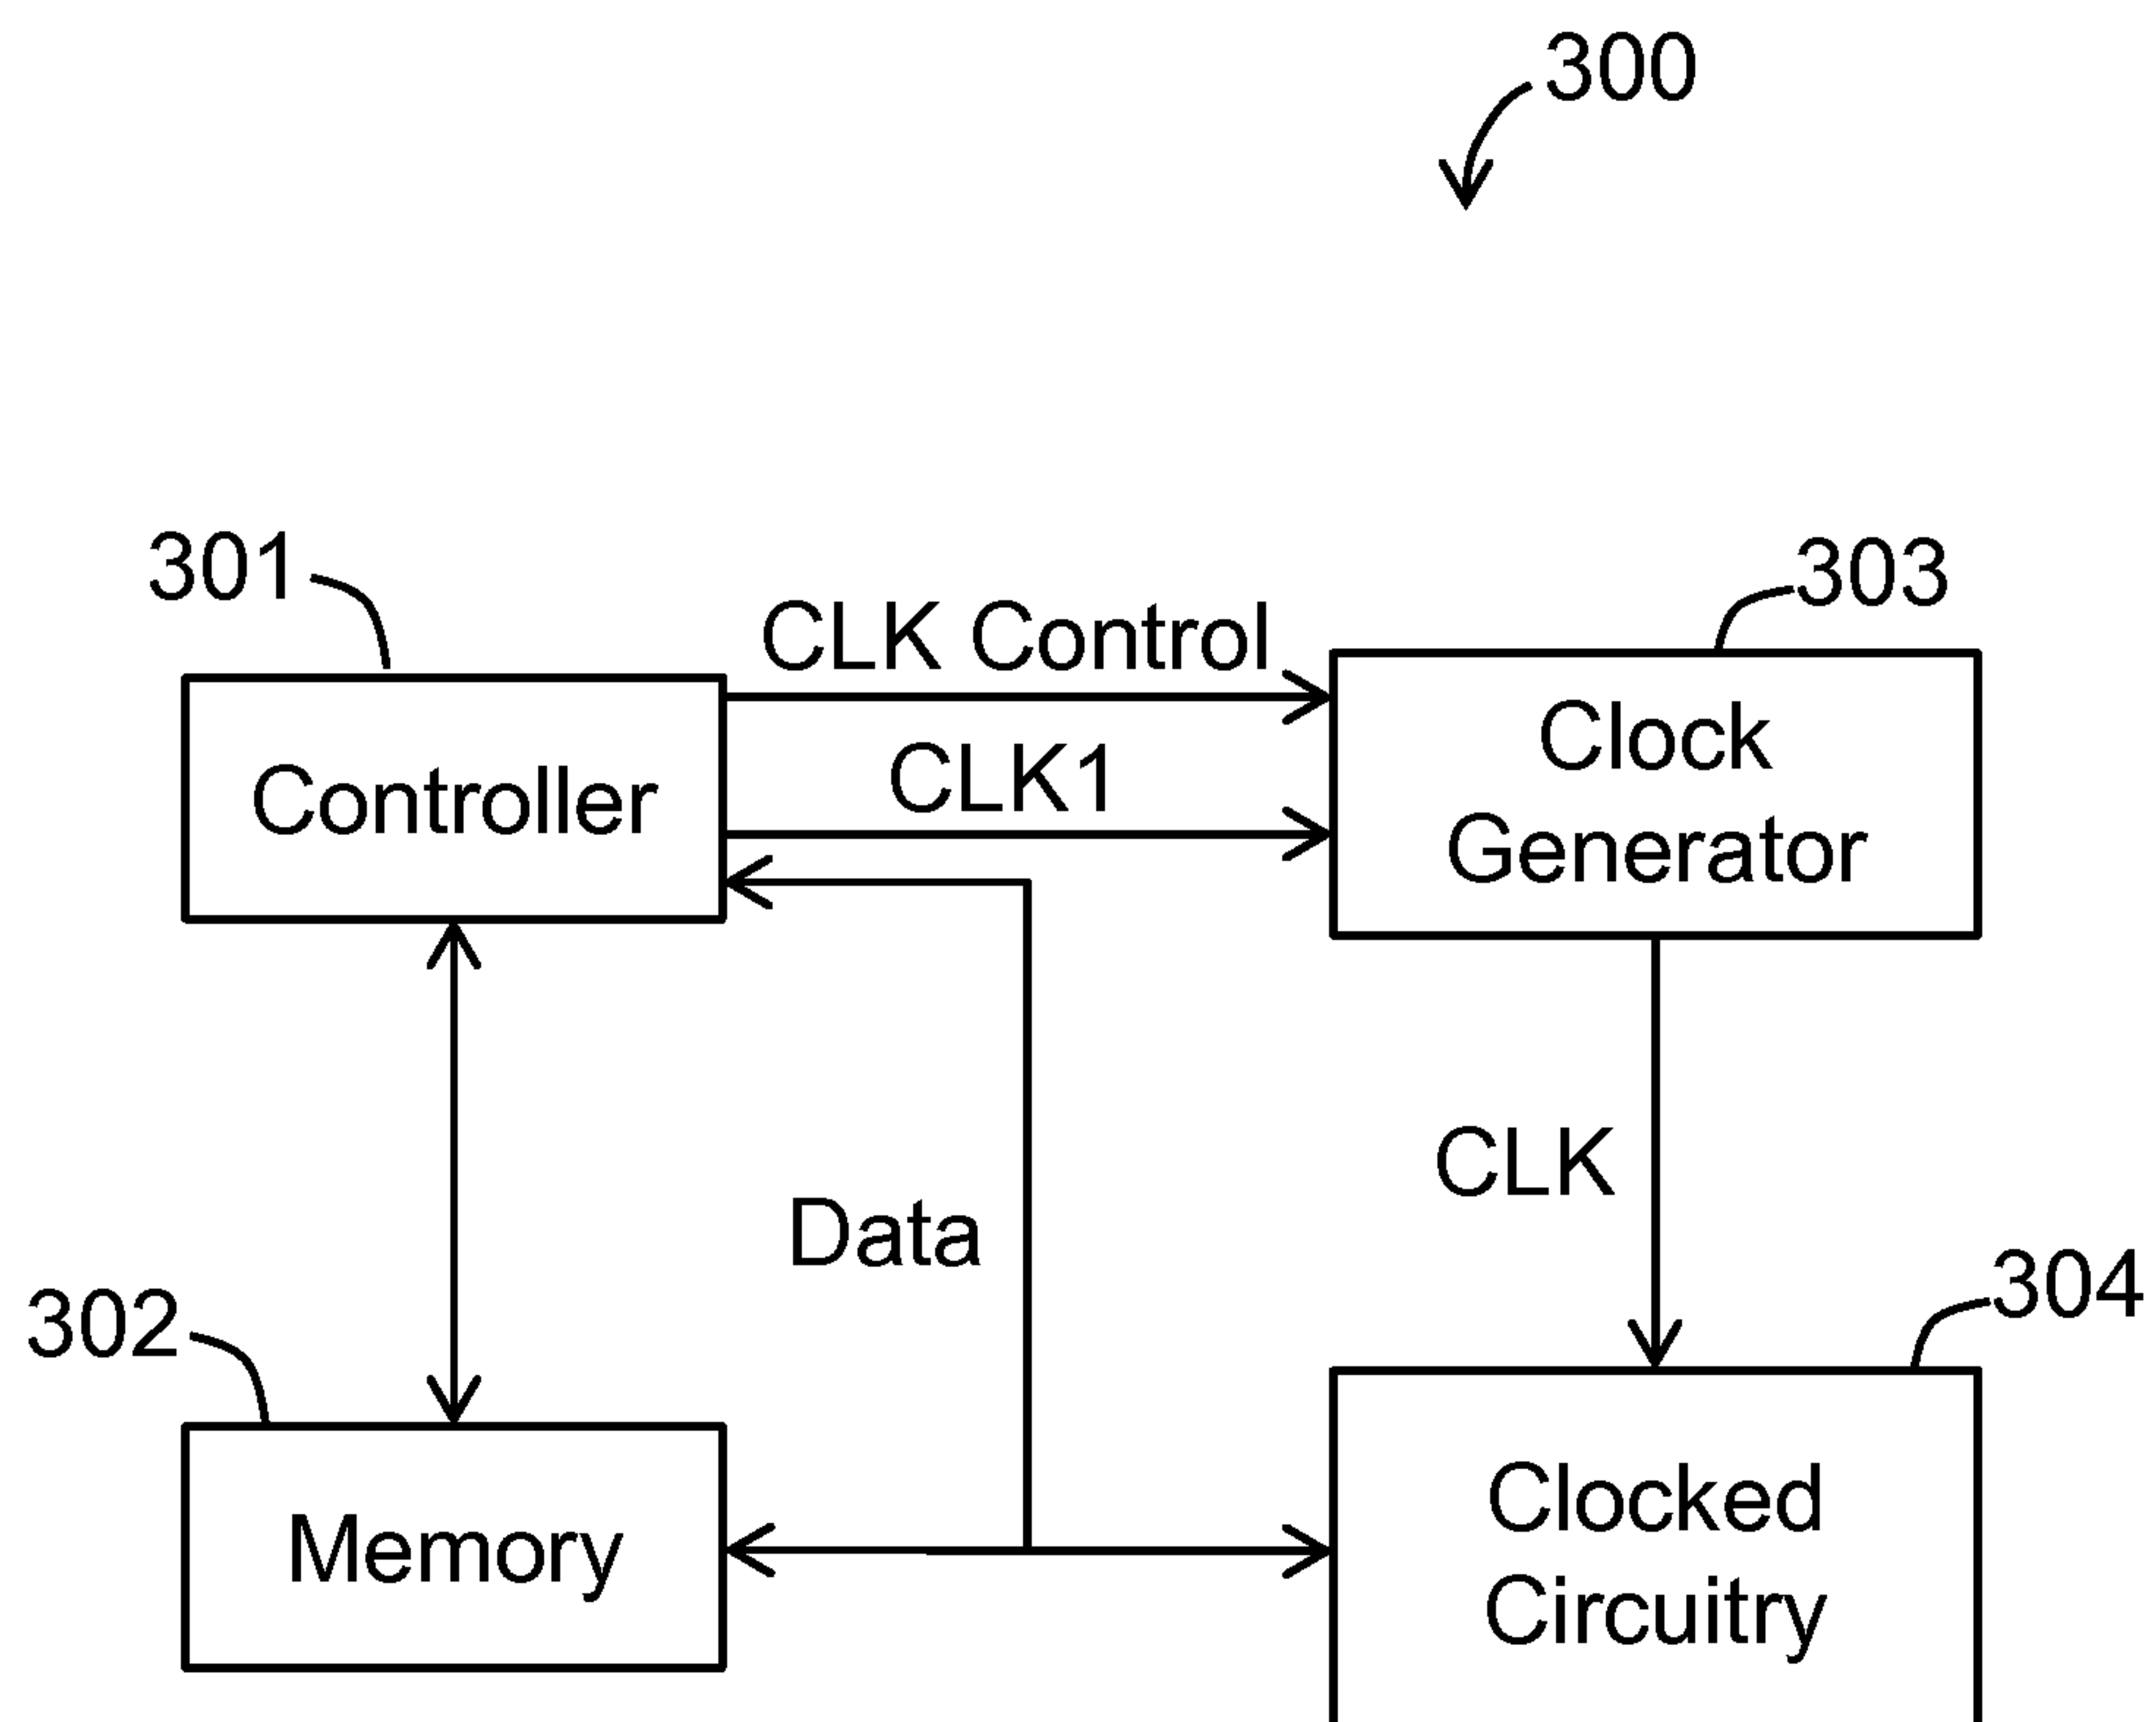 300
301
303
CLK Control
Clock
Generator
CLK1
Controller
CLK
Data
302
304
Memory
Clocked
Circuitry